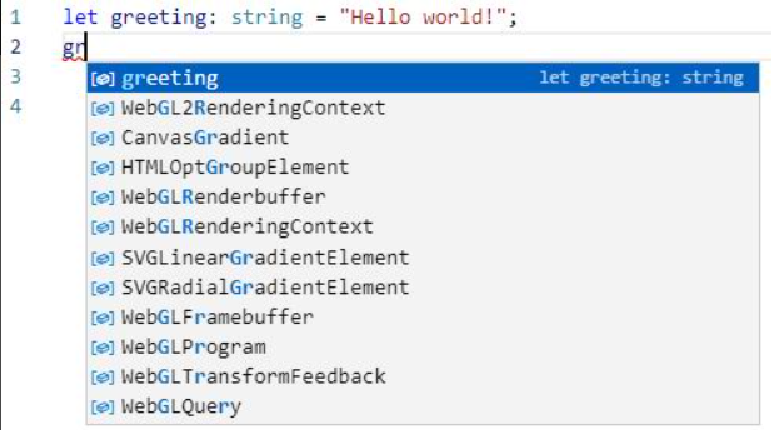 1 let greeting: string = "Hello world!";
2 gr
3 greeting let greeting: string
4 WebGL2RenderingContext
CanvasGradient
HTMLOptGroupElement
WebGLRenderbuffer
WebGLRenderingContext
SVGLinearGradientElement
SVGRadialGradientElement
WebGLFramebuffer
WebGLProgram
WebGLTransformFeedback
WebGLQuery